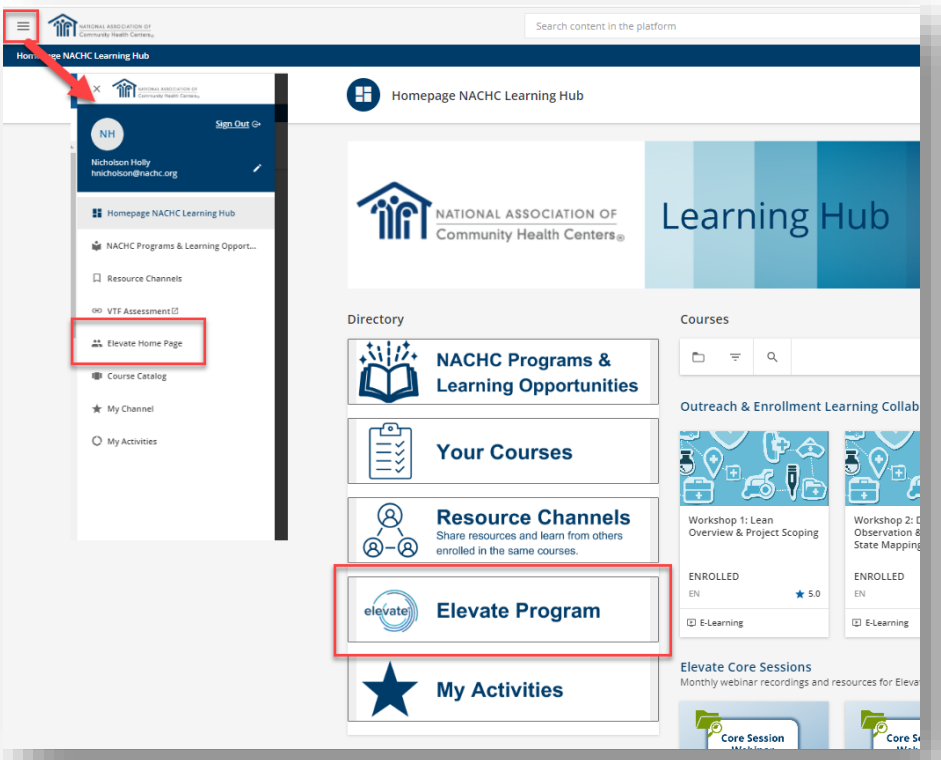 NATIONAL ASSOCIATION OF
Community Health Centers®
Search content in the platform
Homepage NACHC Learning Hub
NATIONAL ASSOCIATION OF
Community Health Centers®
NH
Sign Out
Nicholson Holly
hnicholson@nachc.org
Homepage NACHC Learning Hub
NACHC Programs & Learning Opport...
Resource Channels
VTF Assessment
Elevate Home Page
Course Catalog
My Channel
My Activities
Homepage NACHC Learning Hub
NATIONAL ASSOCIATION OF
Community Health Centers®
Learning Hub
Directory
NACHC Programs &
Learning Opportunities
Your Courses
Resource Channels
Share resources and learn from others
enrolled in the same courses.
elevate
Elevate Program
My Activities
Courses
Outreach & Enrollment Learning Collab
Workshop 1: Lean
Overview & Project Scoping
ENROLLED
EN
5.0
E-Learning
Workshop 2: D
Observation &
State Mapping
ENROLLED
EN
E-Learning
Elevate Core Sessions
Monthly webinar recordings and resources for Eleva
Core Session
Webinar
Core Se